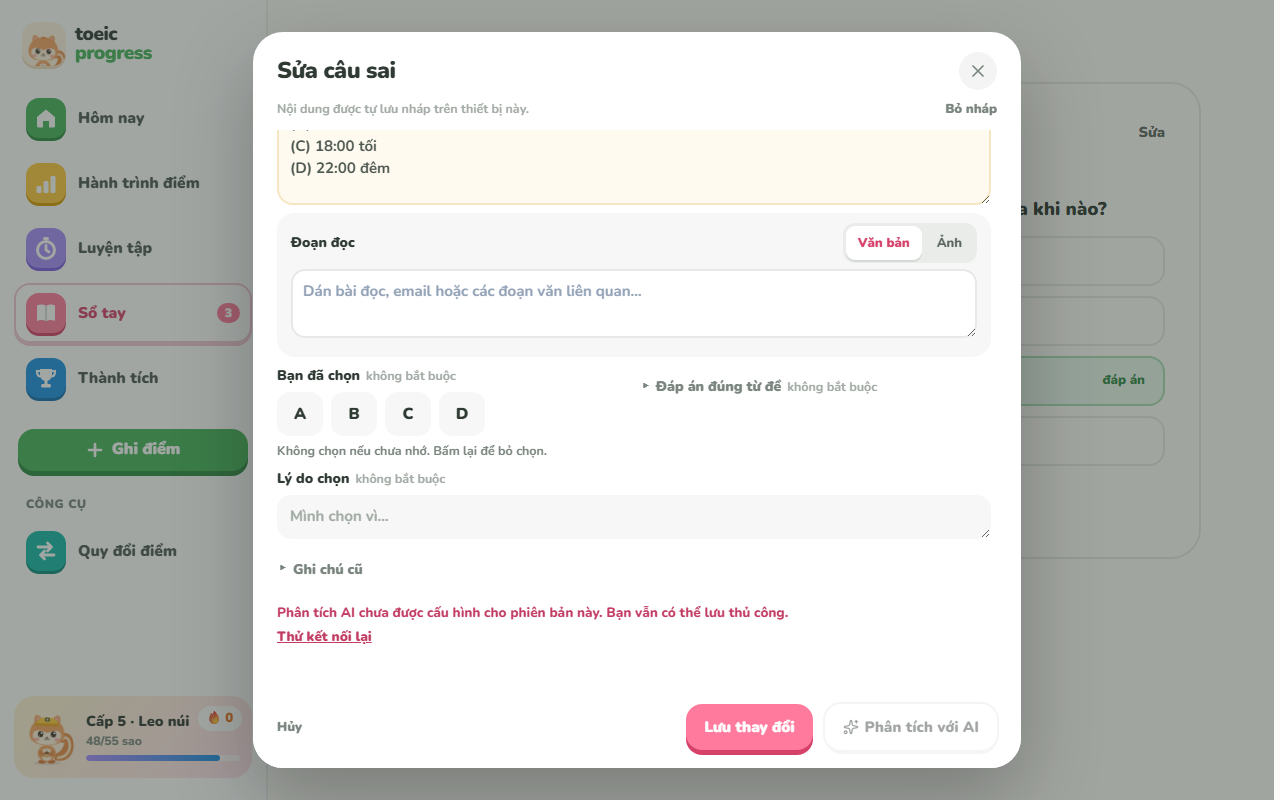 toeic
progress
Hôm nay
Hành trình điểm
Luyện tập
Sổ tay
3
Thành tích
Ghi điểm
CÔNG CỤ
Quy đổi điểm
Cấp 5 · Leo núi
0
48/55 sao
Sửa câu sai
Nội dung được tự lưu nháp trên thiết bị này.
Bỏ nháp
(C) 18:00 tối
(D) 22:00 đêm
Đoạn đọc
Văn bản
Ảnh
Dán bài đọc, email hoặc các đoạn văn liên quan...
Bạn đã chọn không bắt buộc
▸ Đáp án đúng từ đề không bắt buộc
A
B
C
D
Không chọn nếu chưa nhớ. Bấm lại để bỏ chọn.
Lý do chọn không bắt buộc
Mình chọn vì...
▸ Ghi chú cũ
Phân tích AI chưa được cấu hình cho phiên bản này. Bạn vẫn có thể lưu thủ công.
Thử kết nối lại
Hủy
Lưu thay đổi
Phân tích với AI
Sửa
khi nào?
đáp án